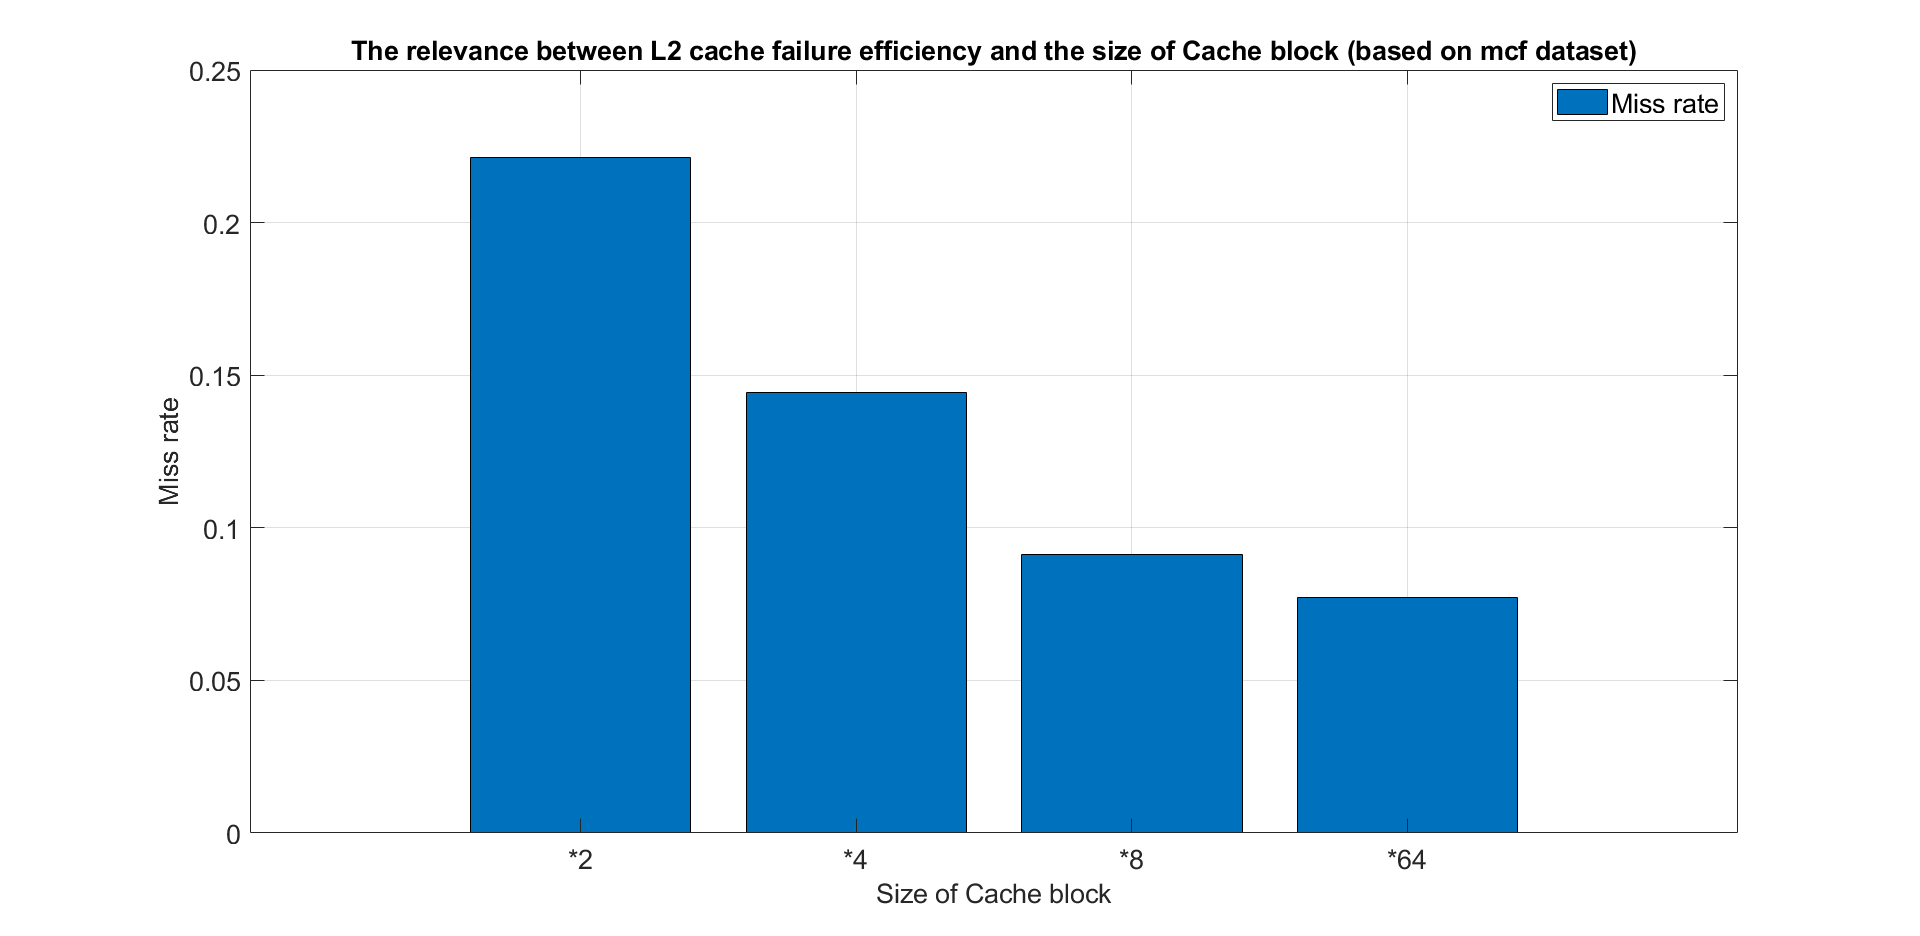 The relevance between L2 cache failure efficiency and the size of Cache block (based on mcf dataset)
0.25
Miss rate
0.2
0.15
Miss rate
0.1
0.05
0
*2 *4 *8 *64
Size of Cache block